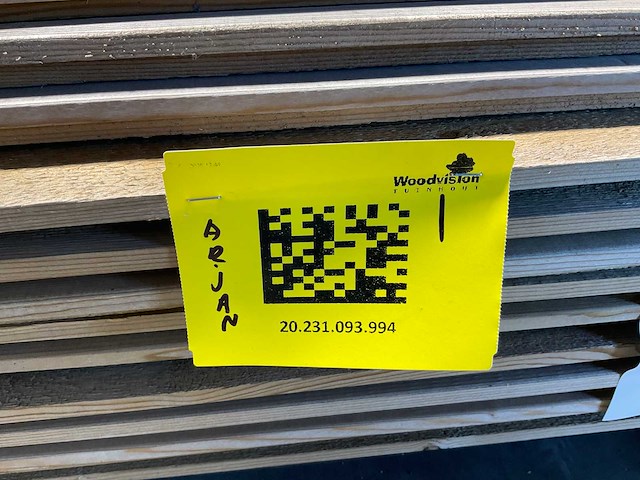 Woodvision
TUINHOUT
ARJAN
20.231.093.994